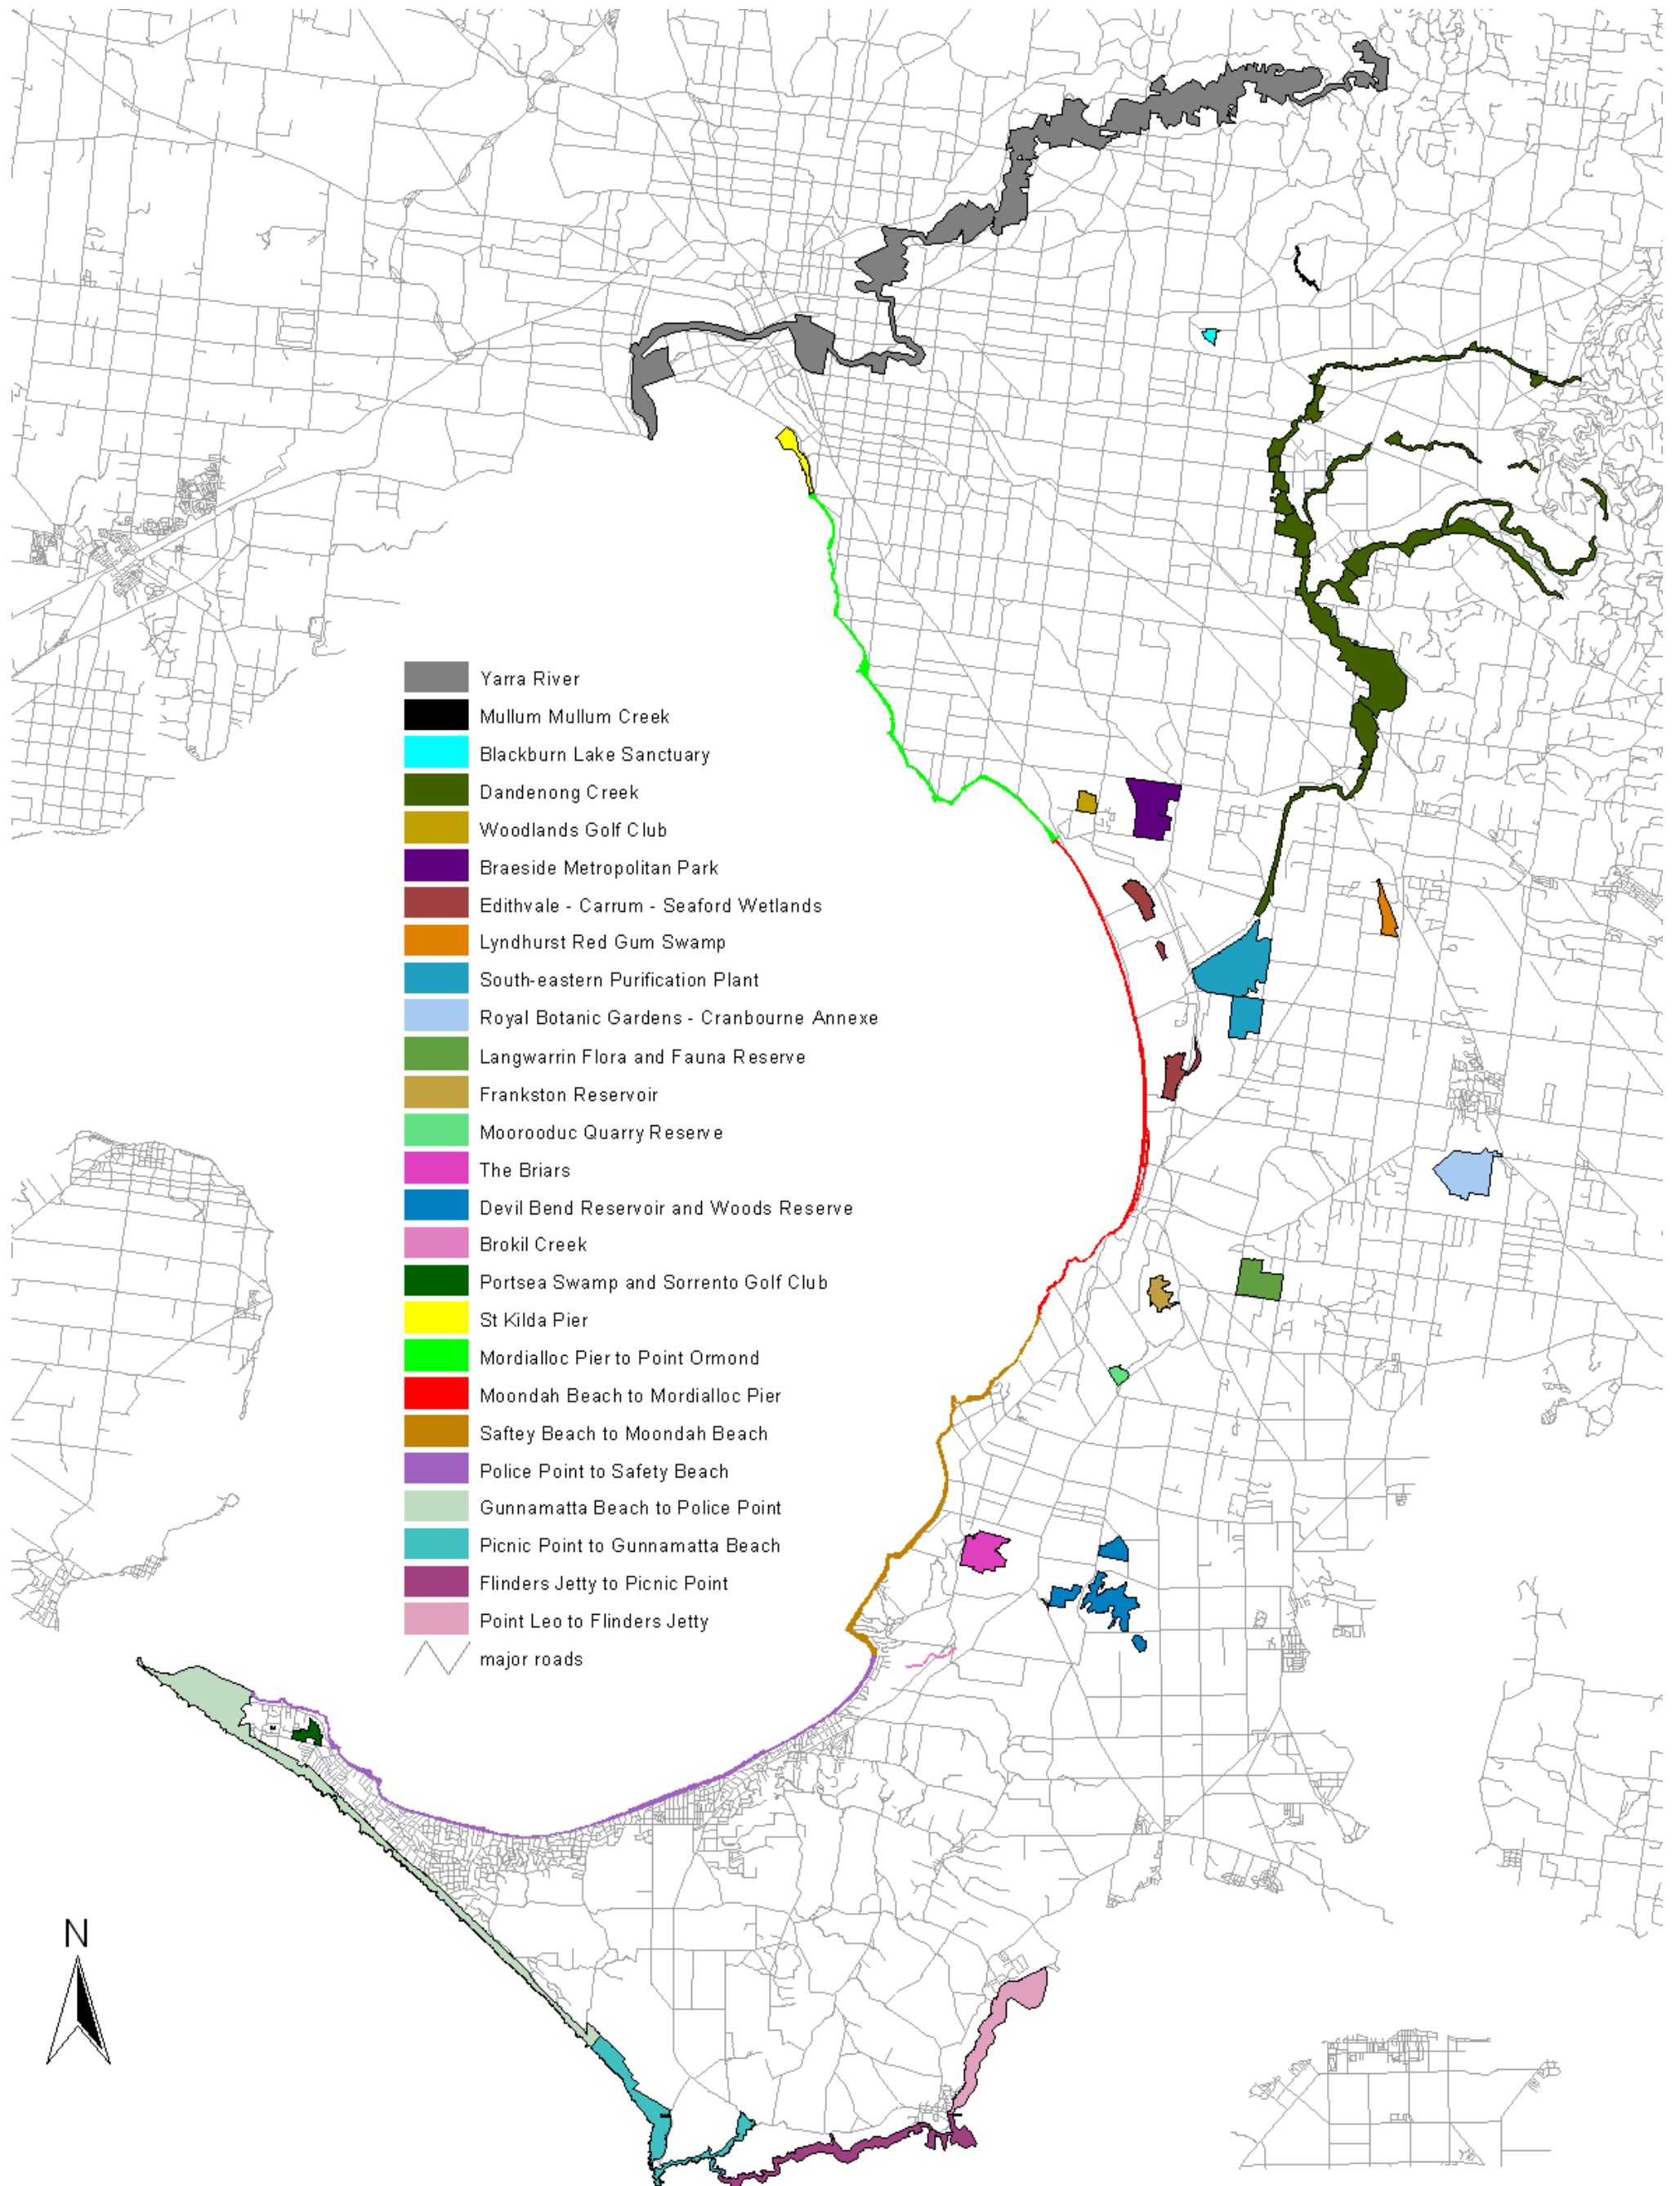 Yarra River
Mullum Mullum Creek
Blackburn Lake Sanctuary
Dandenong Creek
Woodlands Golf Club
Braeside Metropolitan Park
Edithvale - Carrum - Seaford Wetlands
Lyndhurst Red Gum Swamp
South-eastern Purification Plant
Royal Botanic Gardens - Cranbourne Annexe
Langwarrin Flora and Fauna Reserve
Frankston Reservoir
Moorooduc Quarry Reserve
The Briars
Devil Bend Reservoir and Woods Reserve
Brokil Creek
Portsea Swamp and Sorrento Golf Club
St Kilda Pier
Mordialloc Pier to Point Ormond
Moondah Beach to Mordialloc Pier
Saftey Beach to Moondah Beach
Police Point to Safety Beach
Gunnamatta Beach to Police Point
Picnic Point to Gunnamatta Beach
Flinders Jetty to Picnic Point
Point Leo to Flinders Jetty
major roads
N